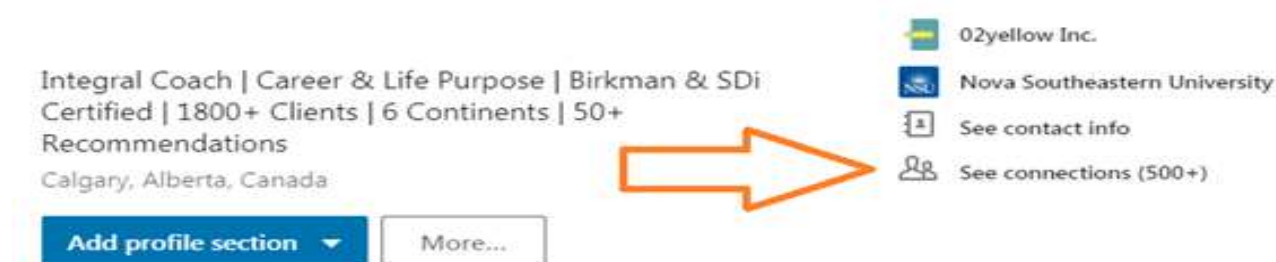 02yellow Inc.
Nova Southeastern University
See contact info
See connections (500+)
Integral Coach | Career & Life Purpose | Birkman & SDi
Certified | 1800+ Clients | 6 Continents | 50+
Recommendations
Calgary, Alberta, Canada
Add profile section
More...
NSU